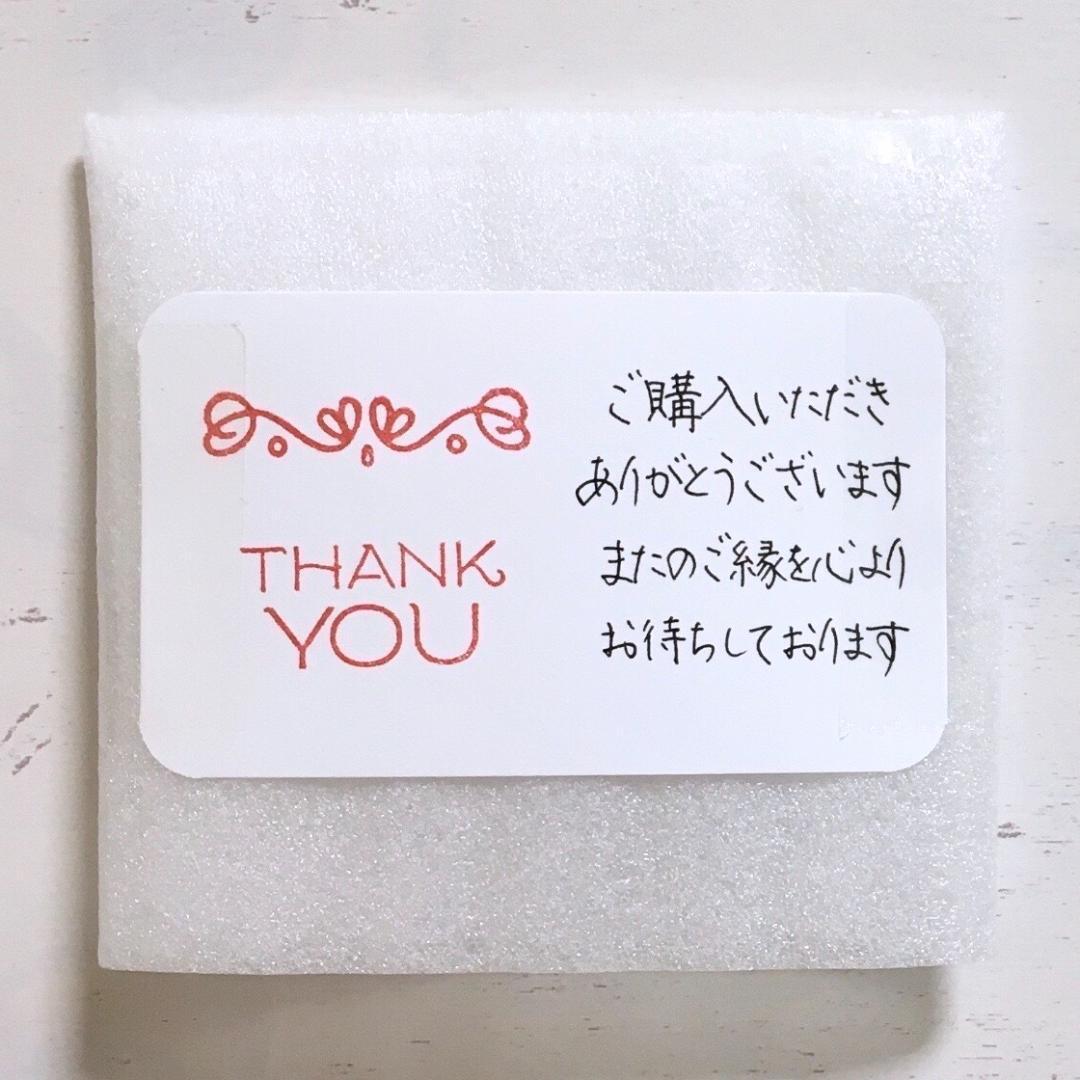 THANK
YOU
ご購入いただき
ありがとうございます
またのご縁を心より
お待ちしております